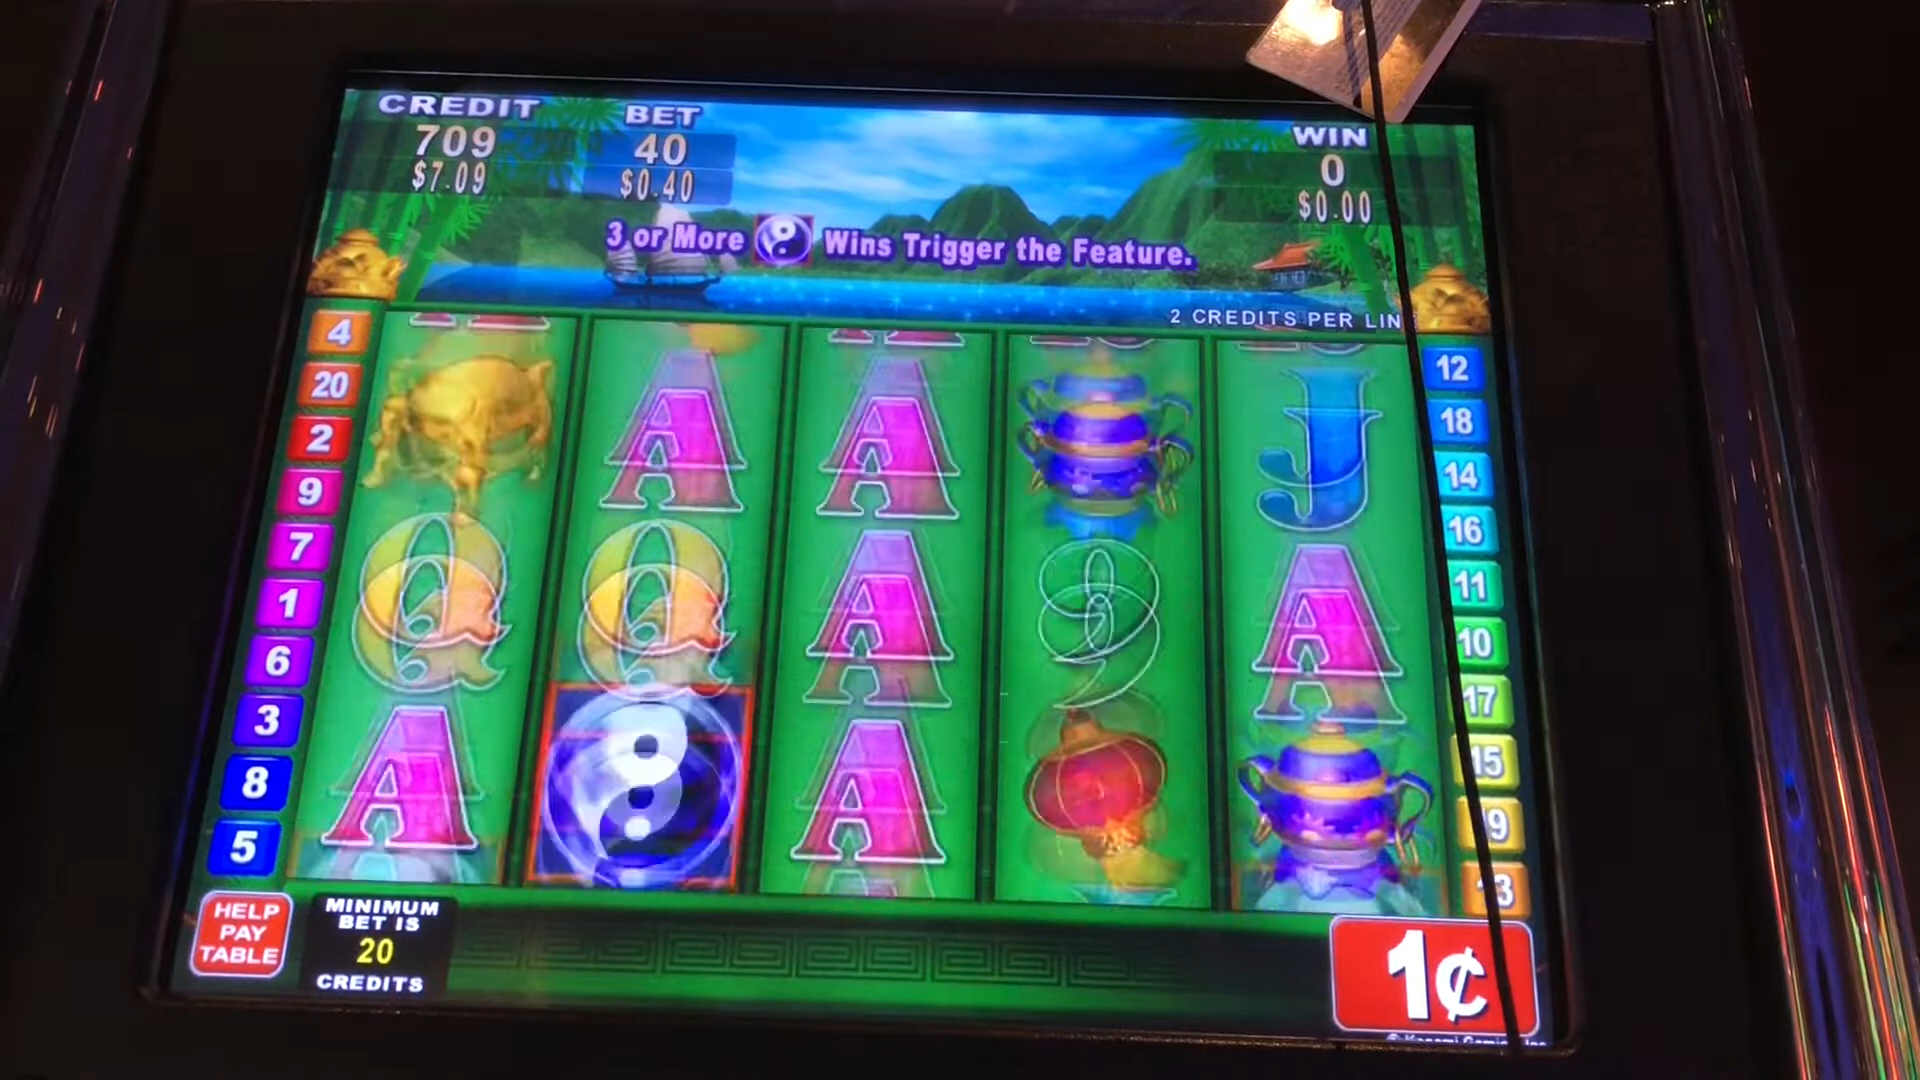 CREDIT BET WIN
709 40 0
$7.09 $0.40 $0.00
3 or More Wins Trigger the Feature.
2 CREDITS PER LIN
4 12
20 18
2 14
9 16
7 11
1 10
6 17
3 15
8
5
A A J
Q Q A 9 A
A A
HELP
PAY
TABLE
MINIMUM
BET IS
20
CREDITS
1¢